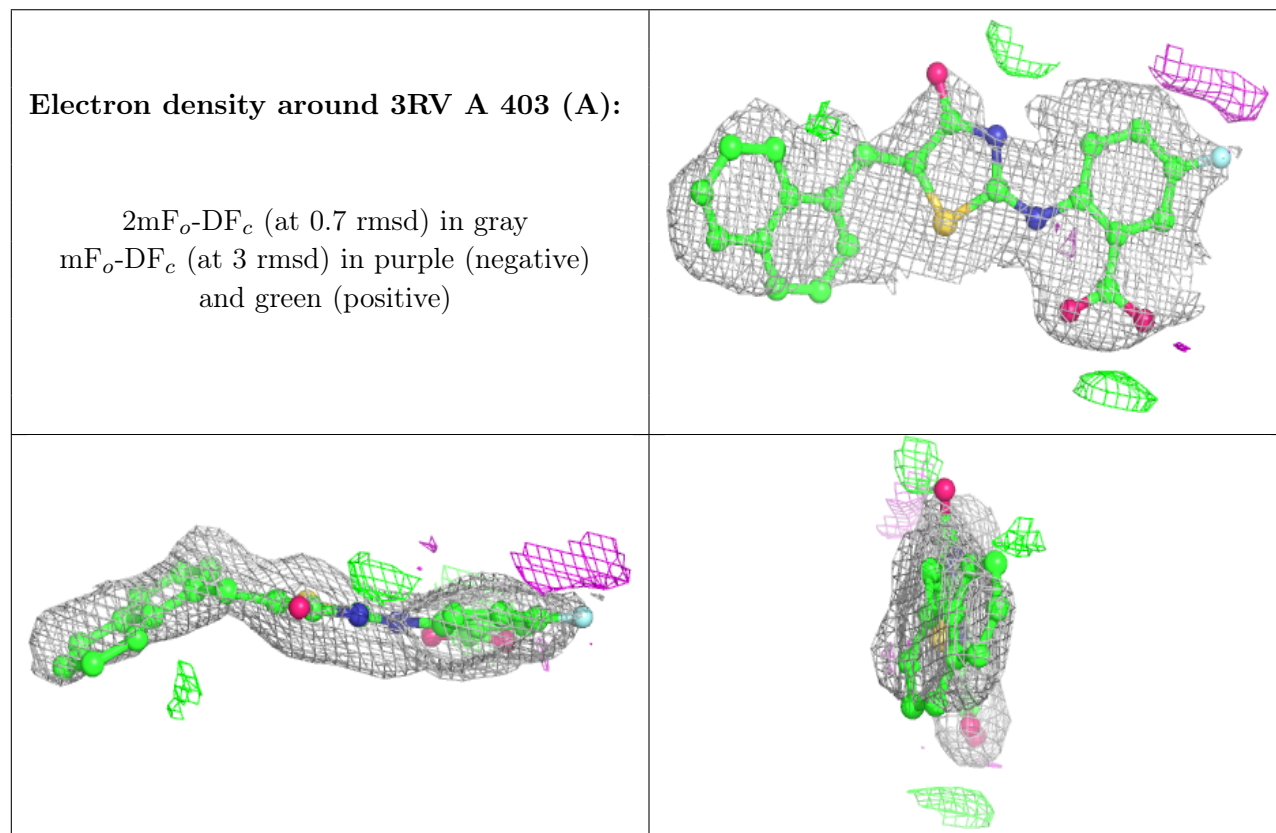 Electron density around 3RV A 403 (A):
2mFo-DFc (at 0.7 rmsd) in gray
mFo-DFc (at 3 rmsd) in purple (negative)
and green (positive)